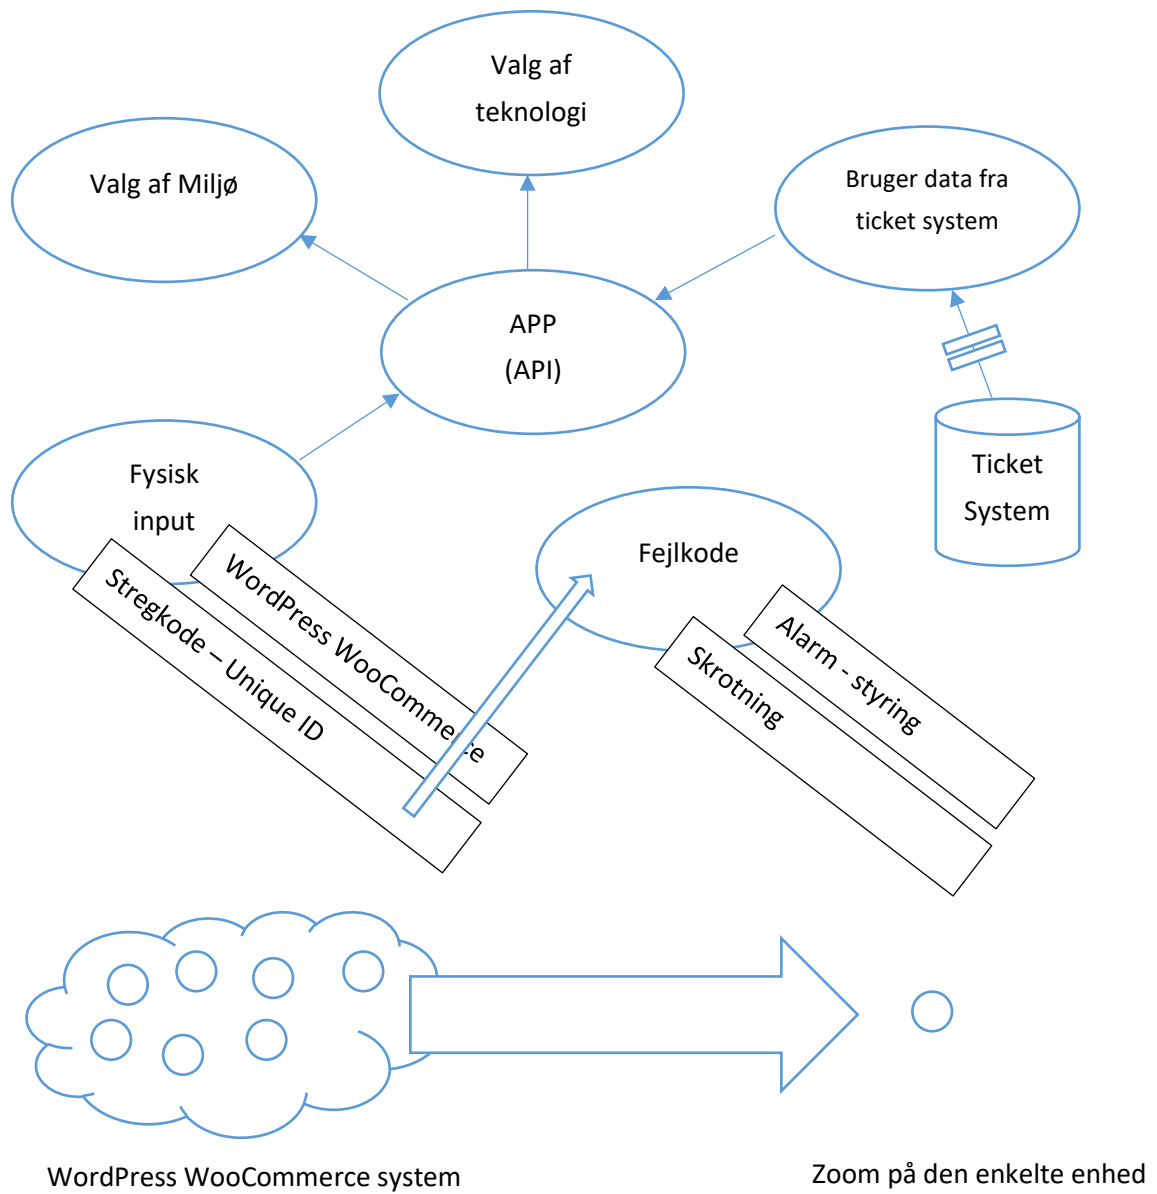 Valg af
teknologi
Valg af Miljø
Bruger data fra
ticket system
APP
(API)
Fysisk
input
Ticket
System
Fejlkode
WordPress WooCommerce
Stregkode – Unique ID
Alarm - styring
Skrotning
WordPress WooCommerce system
Zoom på den enkelte enhed